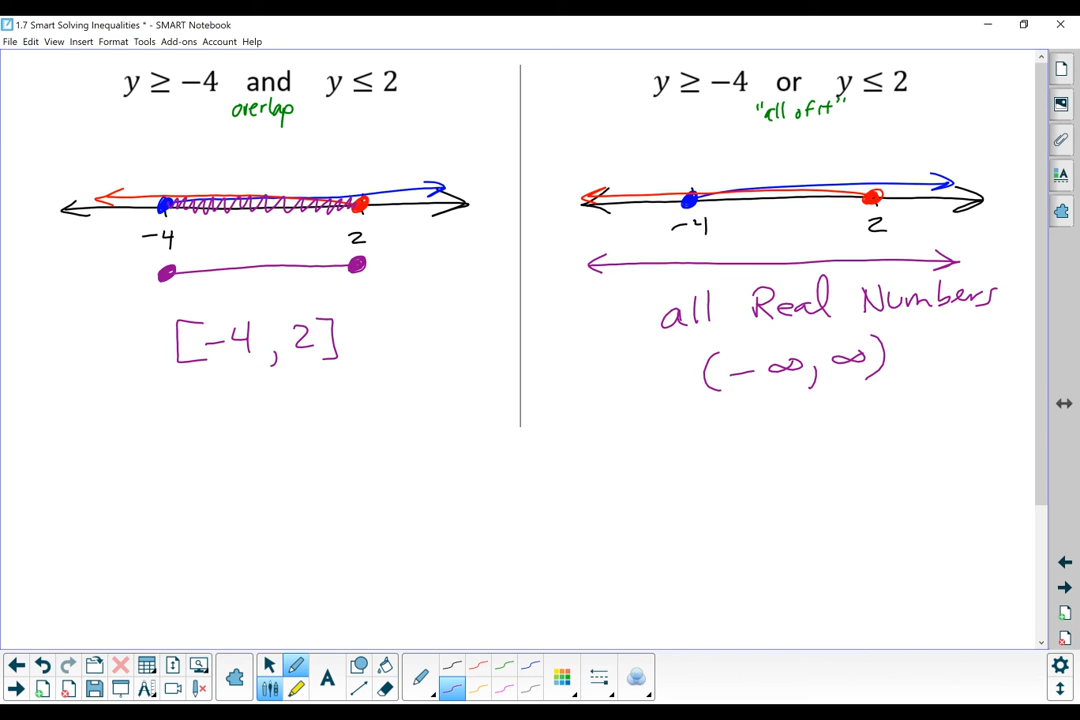 1.7 Smart Solving Inequalities * - SMART Notebook
File Edit View Insert Format Tools Add-ons Account Help
y ≥ −4 and y ≤ 2
overlap
−4 2
[−4, 2]
y ≥ −4 or y ≤ 2
"all of it"
−4 2
all Real Numbers
(−∞, ∞)